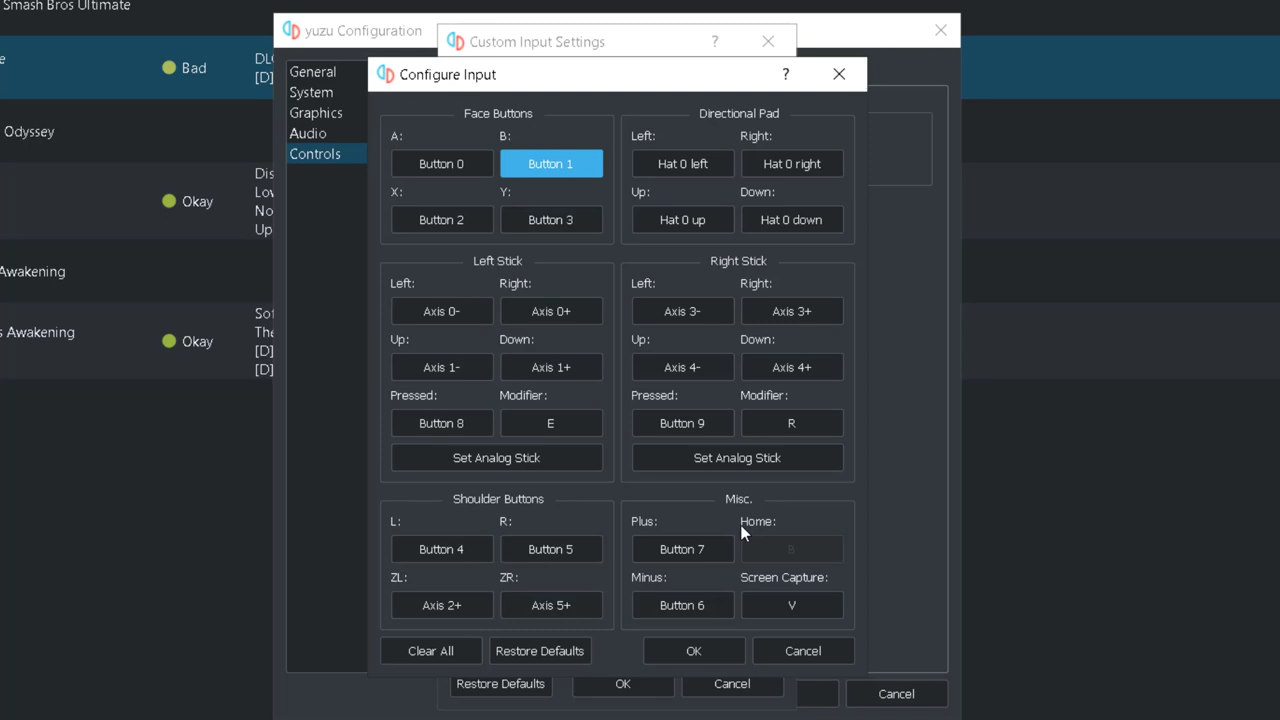 Smash Bros Ultimate
yuzu Configuration
Custom Input Settings
?
Configure Input
?
e
Bad
DL
[D]
Odyssey
Okay
Dis
Lov
No
Up
Awakening
s Awakening
Okay
Sof
The
[D]
[D]
General
System
Graphics
Audio
Controls
Face Buttons
A: B:
Button 0 Button 1
X: Y:
Button 2 Button 3
Directional Pad
Left: Right:
Hat 0 left Hat 0 right
Up: Down:
Hat 0 up Hat 0 down
Left Stick
Left: Right:
Axis 0- Axis 0+
Up: Down:
Axis 1- Axis 1+
Pressed: Modifier:
Button 8 E
Set Analog Stick
Right Stick
Left: Right:
Axis 3- Axis 3+
Up: Down:
Axis 4- Axis 4+
Pressed: Modifier:
Button 9 R
Set Analog Stick
Shoulder Buttons
L: R:
Button 4 Button 5
ZL: ZR:
Axis 2+ Axis 5+
Misc.
Plus: Home:
Button 7 B
Minus: Screen Capture:
Button 6 V
Clear All Restore Defaults OK Cancel
Restore Defaults OK Cancel
Cancel